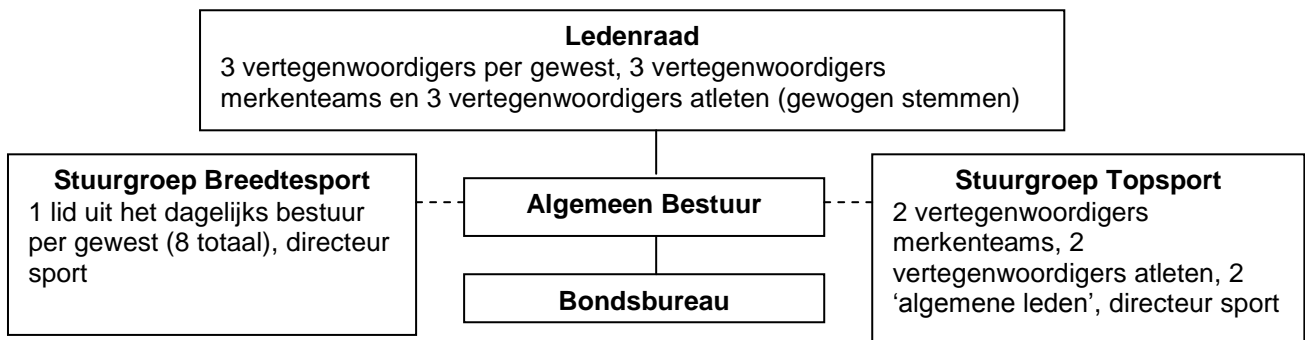 Ledenraad
3 vertegenwoordigers per gewest, 3 vertegenwoordigers
merkenteams en 3 vertegenwoordigers atleten (gewogen stemmen)
Stuurgroep Breedtesport
1 lid uit het dagelijks bestuur
per gewest (8 totaal), directeur
sport
Algemeen Bestuur
Bondsbureau
Stuurgroep Topsport
2 vertegenwoordigers
merkenteams, 2
vertegenwoordigers atleten, 2
‘algemene leden’, directeur sport